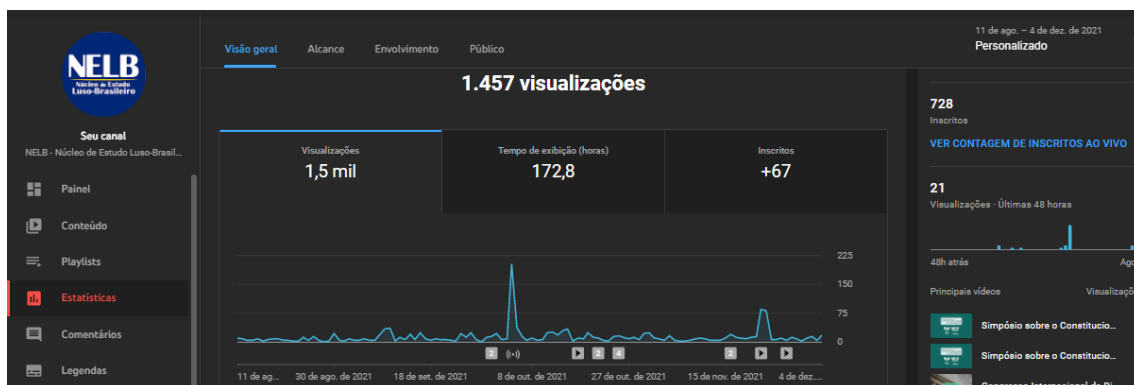 NELB
Núcleo de Estudo
Luso-Brasileiro
Seu canal
NELB - Núcleo de Estudo Luso-Brasil...
Painel
Conteúdo
Playlists
Estatísticas
Comentários
Legendas
Visão geral
Alcance
Envolvimento
Público
11 de ago. – 4 de dez. de 2021
Personalizado
1.457 visualizações
Visualizações
1,5 mil
Tempo de exibição (horas)
172,8
Inscritos
+67
225
150
75
0
2
2
4
2
11 de ag...
30 de ago. de 2021
18 de set. de 2021
8 de out. de 2021
27 de out. de 2021
15 de nov. de 2021
4 de dez....
728
Inscritos
VER CONTAGEM DE INSCRITOS AO VIVO
21
Visualizações · Últimas 48 horas
48h atrás
Ago
Principais vídeos
Visualizaçõ
Simpósio sobre o Constitucio...
Simpósio sobre o Constitucio...